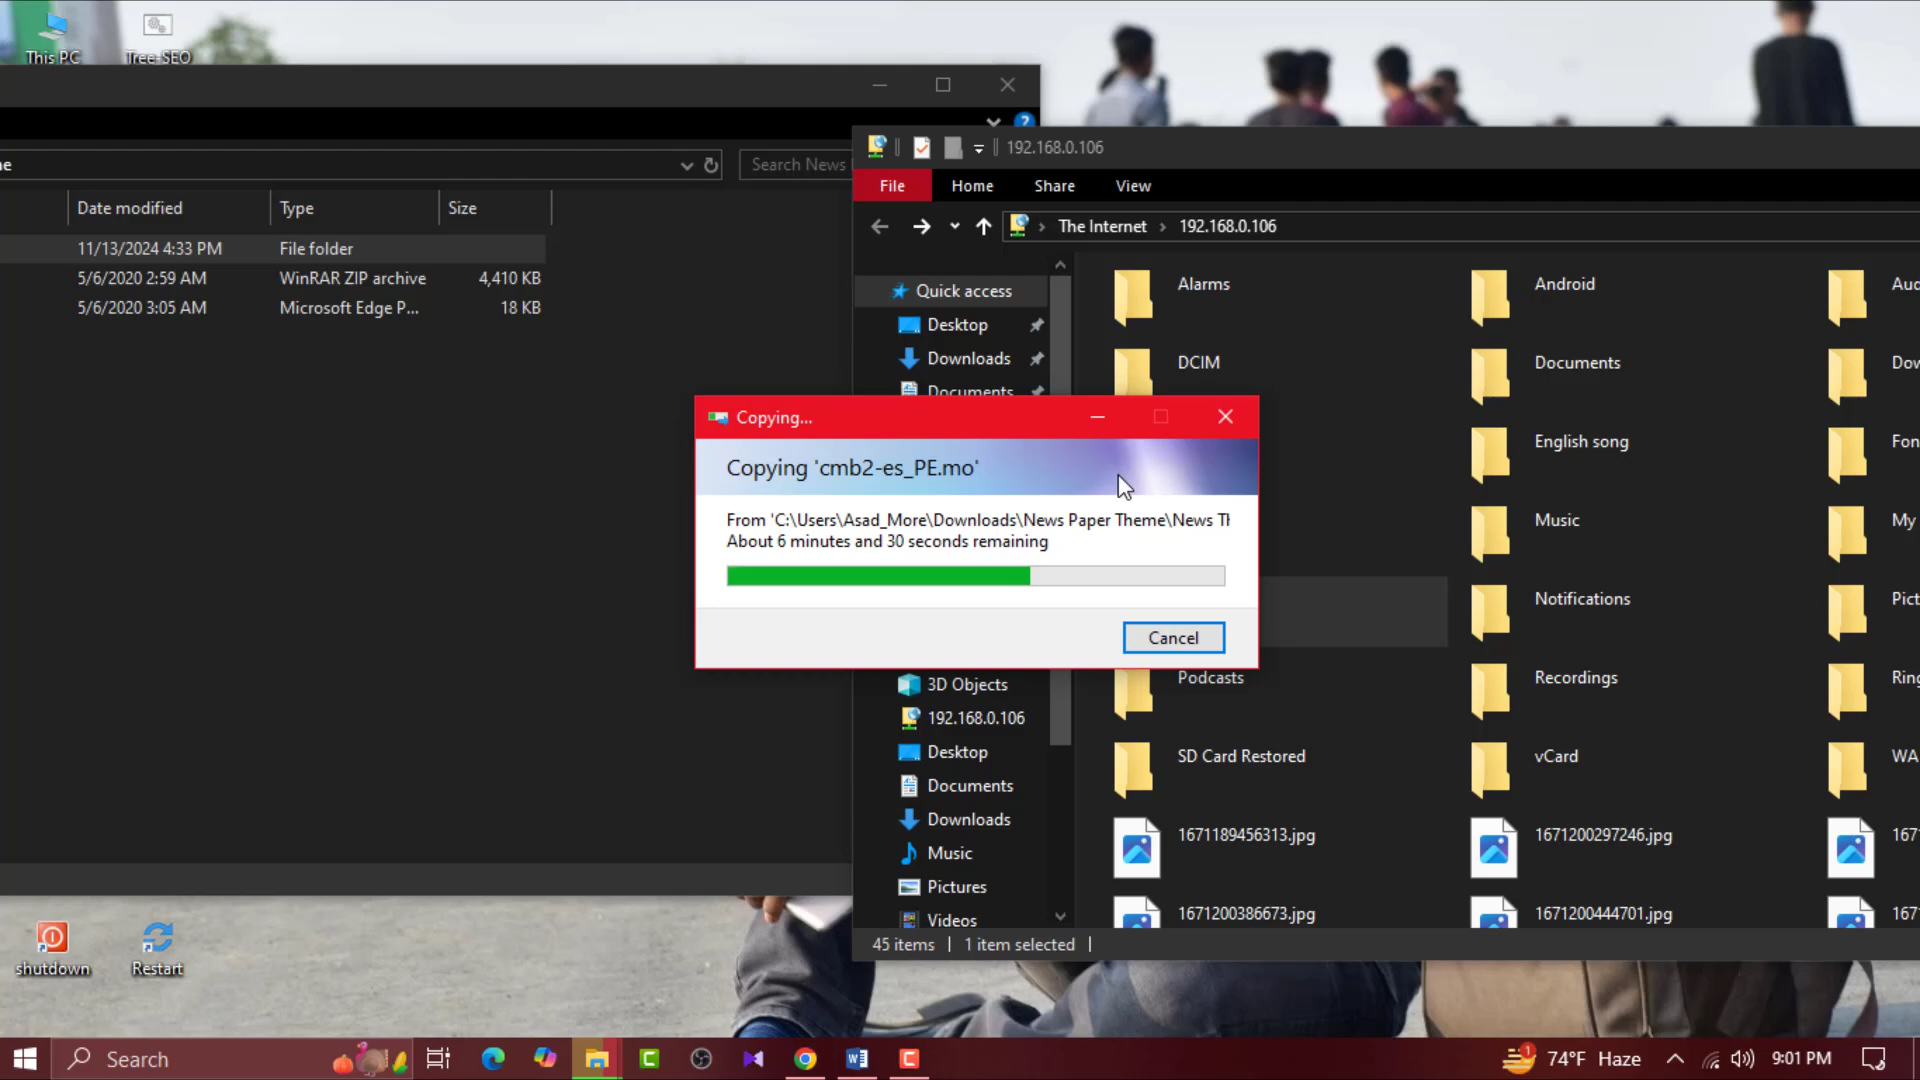 This PC
Tree-SEO
ne
Search News
Date modified
Type
Size
11/13/2024 4:33 PM
File folder
5/6/2020 2:59 AM
WinRAR ZIP archive
4,410 KB
5/6/2020 3:05 AM
Microsoft Edge P...
18 KB
192.168.0.106
File
Home
Share
View
The Internet
192.168.0.106
Quick access
Desktop
Downloads
Documents
Alarms
Android
DCIM
Documents
English song
Music
My
Notifications
Podcasts
Recordings
SD Card Restored
vCard
WA
1671189456313.jpg
1671200297246.jpg
1671200386673.jpg
1671200444701.jpg
Copying...
Copying 'cmb2-es_PE.mo'
From 'C:\Users\Asad_More\Downloads\News Paper Theme\News Th
About 6 minutes and 30 seconds remaining
Cancel
3D Objects
192.168.0.106
Desktop
Documents
Downloads
Music
Pictures
Videos
45 items
1 item selected
shutdown
Restart
Search
1
74°F Haze
9:01 PM